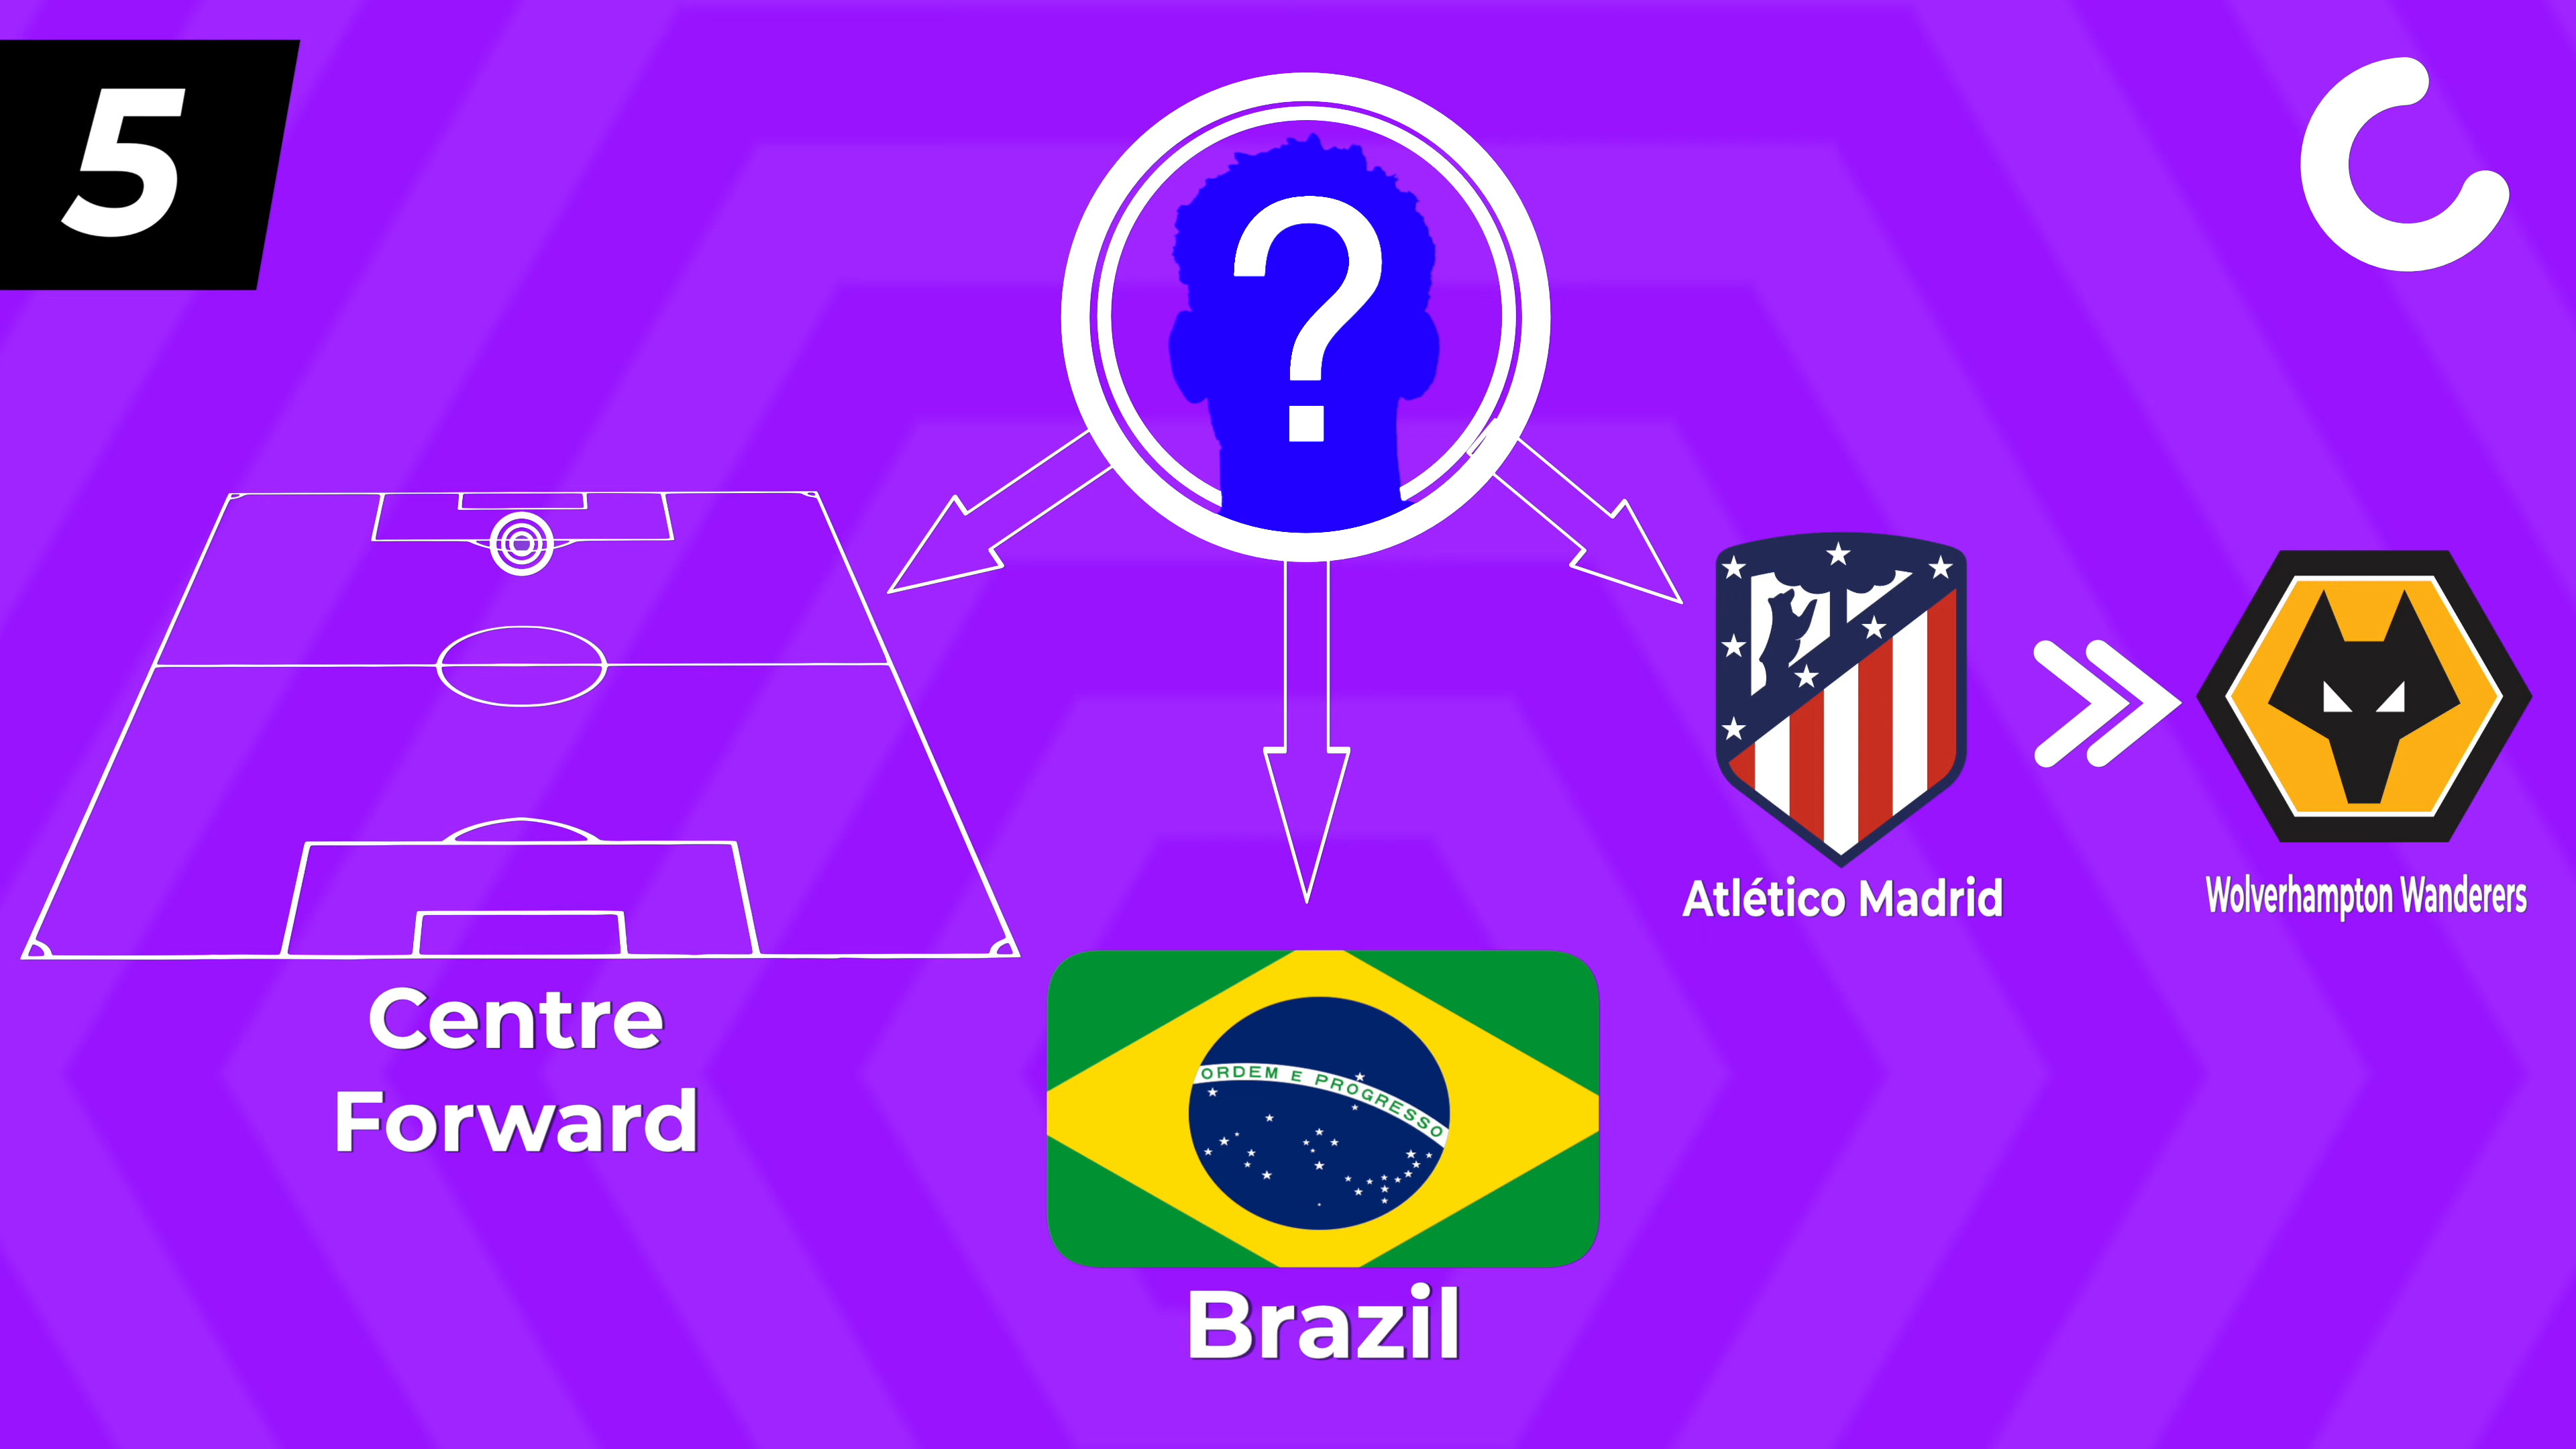 5
?
Atlético Madrid
Wolverhampton Wanderers
Centre
Forward
ORDEM E PROGRESSO
Brazil